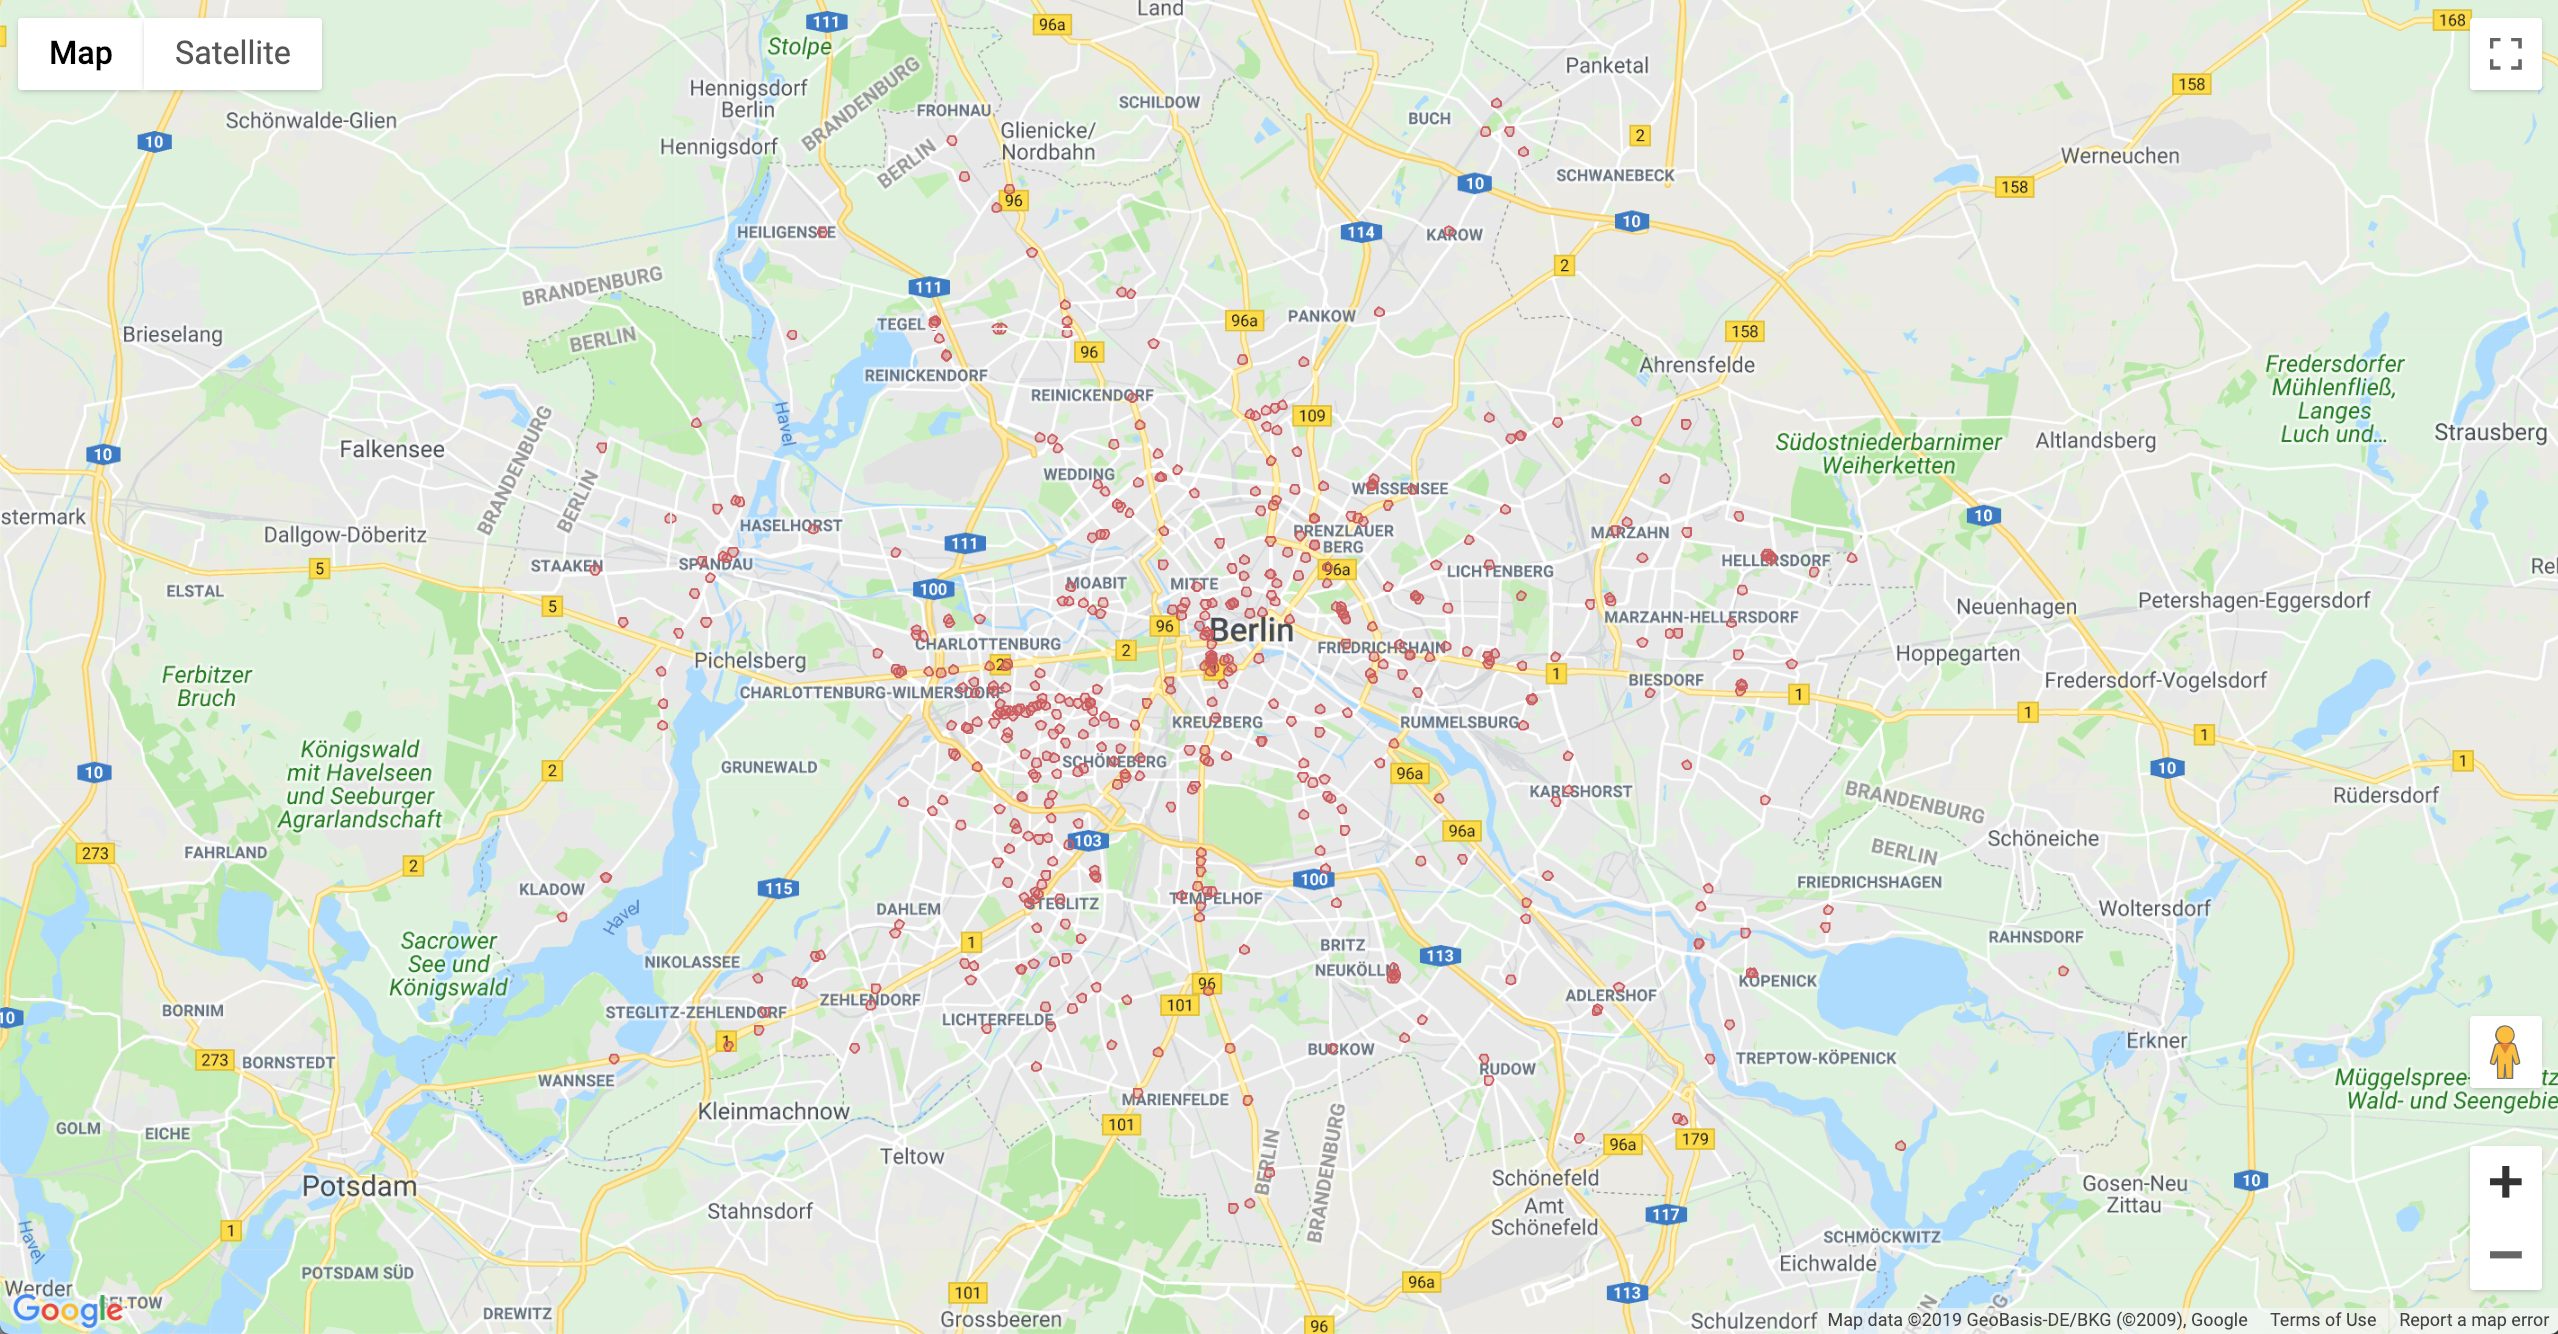 Map
Satellite
111
96a
Land
168
Stolpe
Panketal
158
Hennigsdorf
Berlin
BRANDENBURG
FROHNAU
SCHILDOW
Schönwalde-Glien
BUCH
Glienicke/
Nordbahn
2
10
Hennigsdorf
BERLIN
Werneuchen
SCHWANEBECK
10
158
96
10
HEILIGENSEE
114
KAROW
2
BRANDENBURG
111
Brieselang
BERLIN
TEGEL
96a
PANKOW
158
96
Ahrensfelde
Fredersdorfer
Mühlenfließ,
Langes
Luch und...
REINICKENDORF
REINICKENDORF
Havel
109
Falkensee
BRANDENBURG
10
Südostniederbarnimer
Weiherketten
Altlandsberg
Strausberg
WEDDING
WEISSENSEE
BERLIN
stermark
HASELHORST
10
Dallgow-Döberitz
111
PRENZLAUER
BERG
MARZAHN
5
STAAKEN
SPANDAU
HELLERSDORF
Rel
96a
LICHTENBERG
ELSTAL
100
MOABIT
MITTE
5
Neuenhagen
Petershagen-Eggersdorf
MARZAHN-HELLERSDORF
96
Berlin
CHARLOTTENBURG
2
FRIEDRICHSHAIN
Hoppegarten
Pichelsberg
2
1
BIESDORF
Ferbitzer
Bruch
CHARLOTTENBURG-WILMERSDORF
1
Fredersdorf-Vogelsdorf
KREUZBERG
RUMMELSBURG
1
1
Königswald
mit Havelseen
und Seeburger
Agrarlandschaft
10
2
GRUNEWALD
SCHÖNEBERG
96a
10
1
KARLSHORST
BRANDENBURG
Rüdersdorf
273
FAHRLAND
2
103
96a
Schöneiche
BERLIN
KLADOW
115
100
FRIEDRICHSHAGEN
Havel
DAHLEM
STEGLITZ
TEMPELHOF
Woltersdorf
Sacrower
See und
Königswald
1
BRITZ
113
RAHNSDORF
NIKOLASSEE
NEUKÖLLN
KÖPENICK
96
ADLERSHOF
ZEHLENDORF
101
10
BORNIM
STEGLITZ-ZEHLENDORF
LICHTERFELDE
1
Erkner
273
BORNSTEDT
BUCKOW
TREPTOW-KÖPENICK
WANNSEE
RUDOW
Müggelspree-
tz
Wald- und Seengebie
MARIENFELDE
Kleinmachnow
GOLM
EICHE
101
BRANDENBURG
96a
179
Teltow
BERLIN
Potsdam
Schönefeld
10
Gosen-Neu
Zittau
Stahnsdorf
Amt
Schönefeld
117
1
SCHMÖCKWITZ
Havel
POTSDAM SÜD
Eichwalde
Werder
96a
101
113
Google
DREWITZ
Grossbeeren
96
Schulzendorf
Map data ©2019 GeoBasis-DE/BKG (©2009), Google
Terms of Use
Report a map error